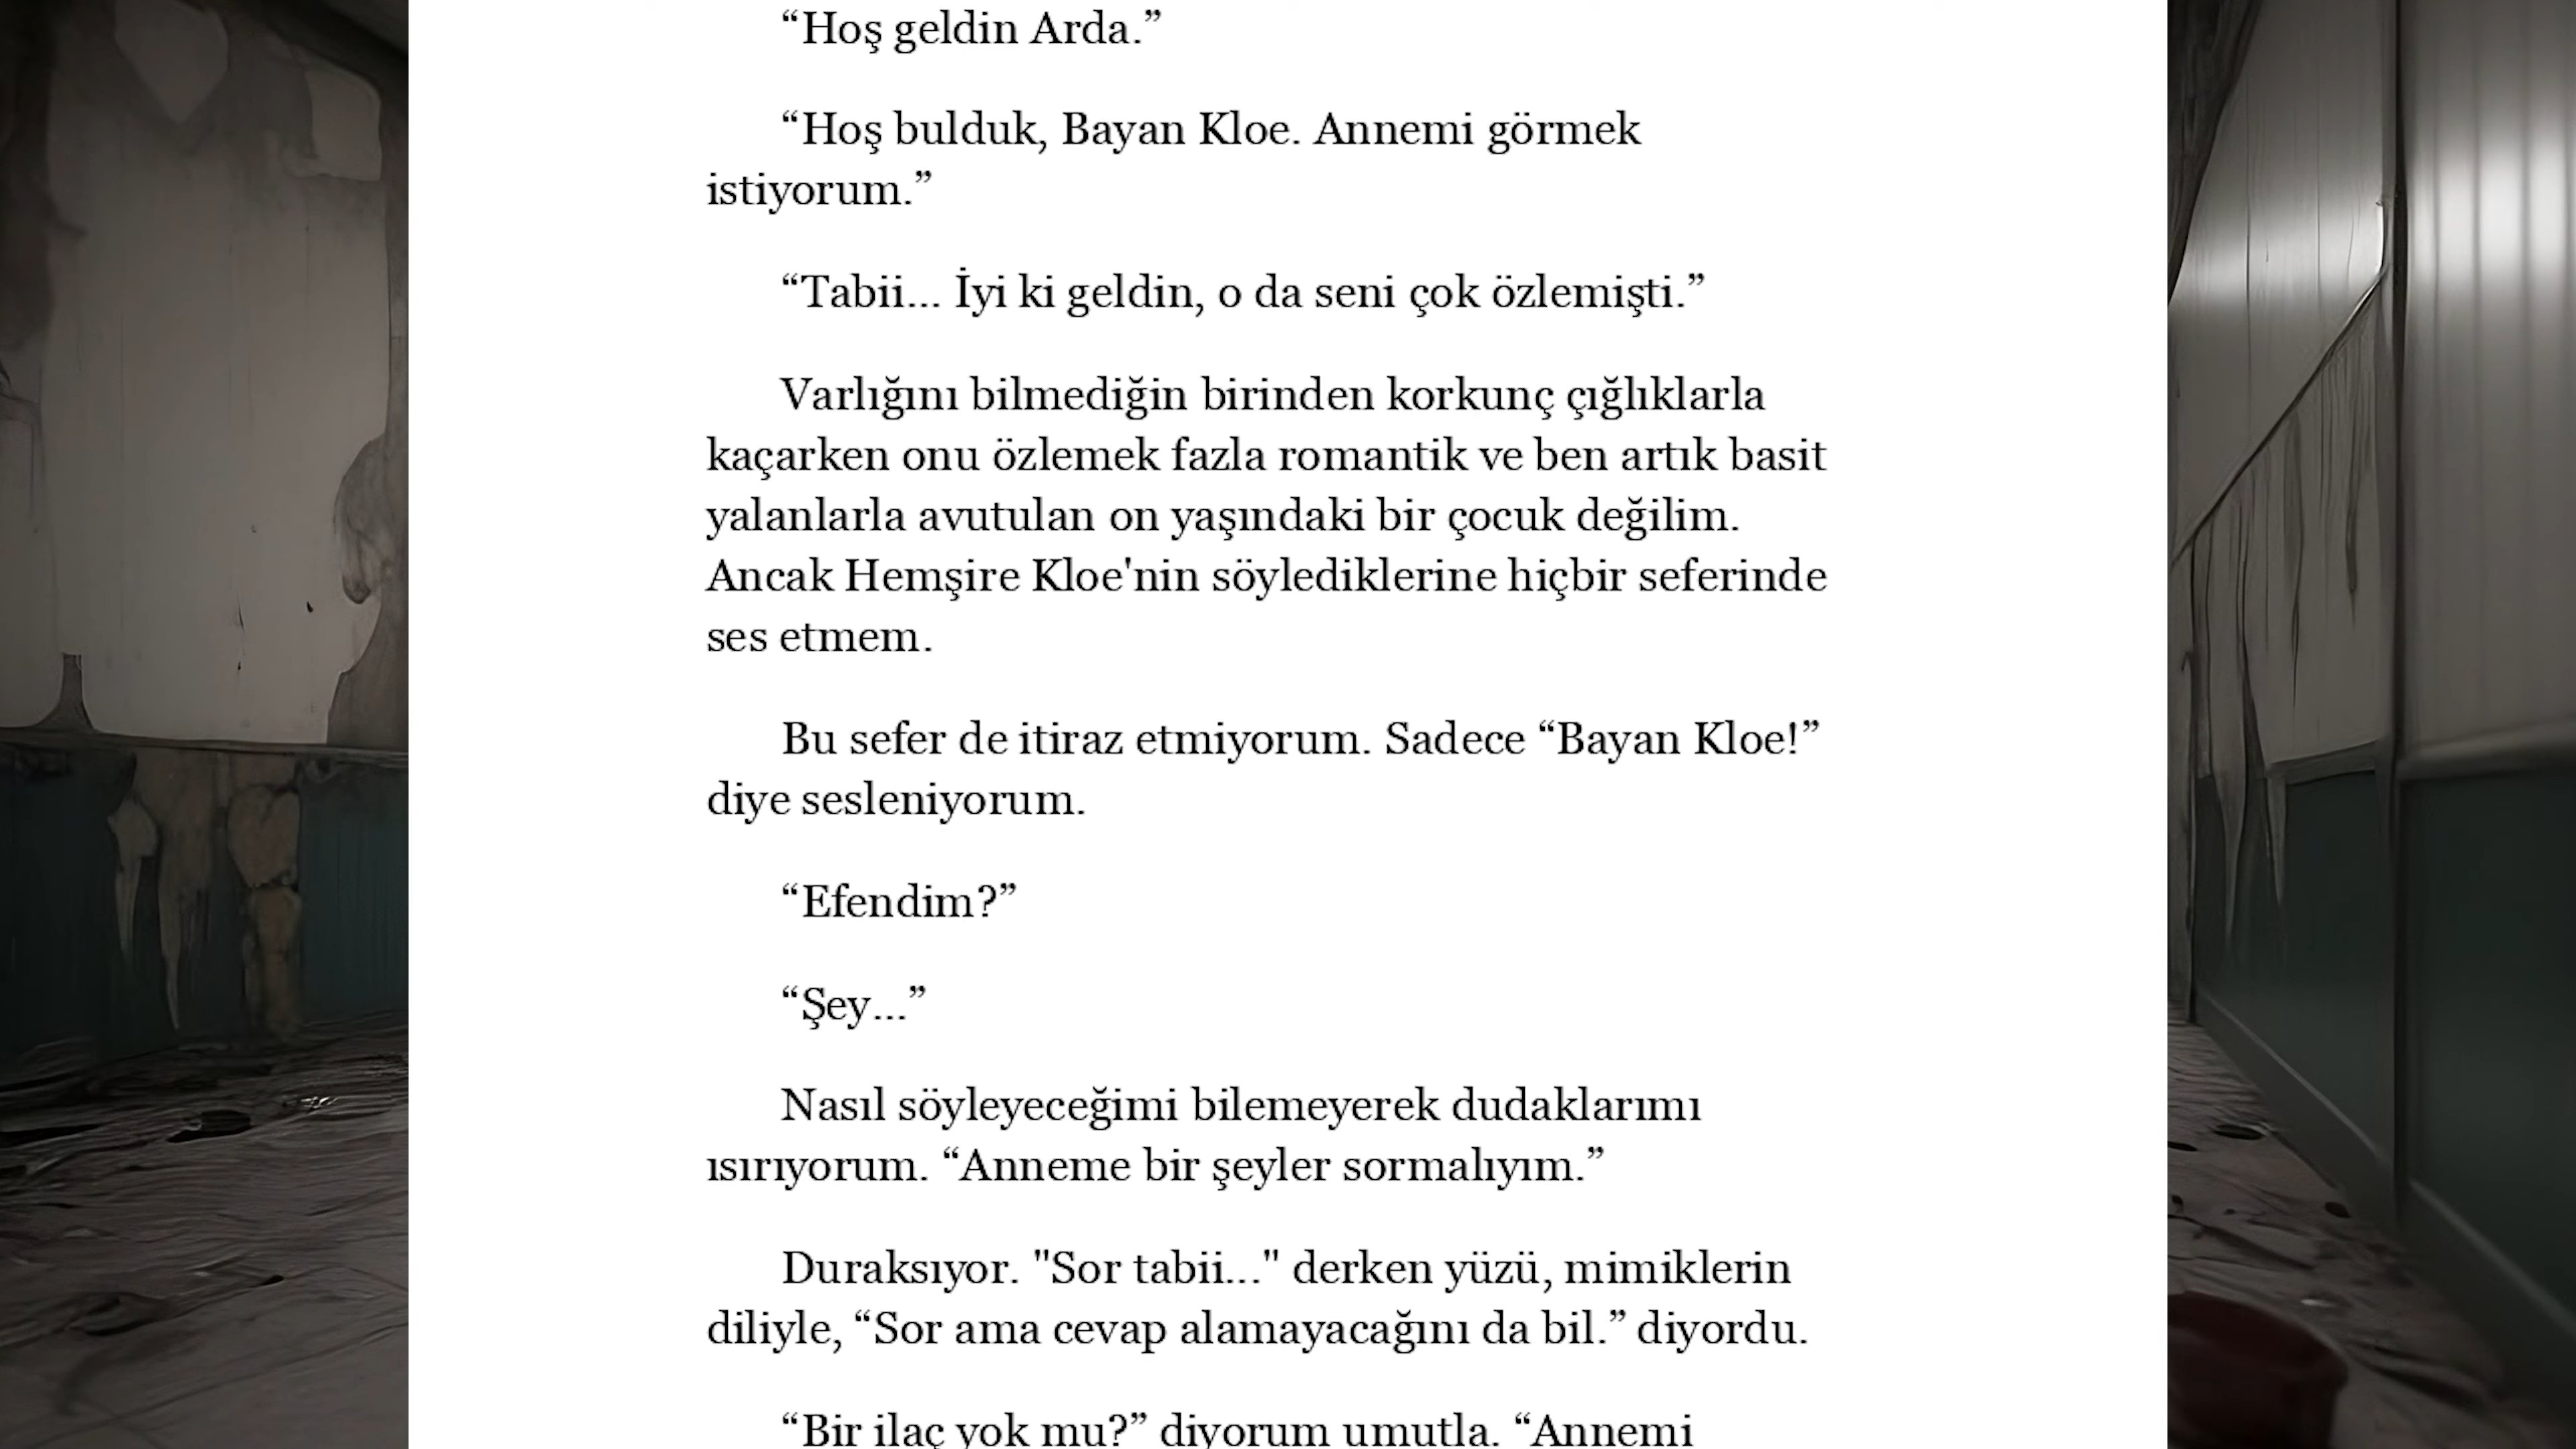 “Hoş geldin Arda.”
“Hoş bulduk, Bayan Kloe. Annemi görmek
istiyorum.”
“Tabii... İyi ki geldin, o da seni çok özlemişti.”
Varlığını bilmediğin birinden korkunç çığlıklarla
kaçarken onu özlemek fazla romantik ve ben artık basit
yalanlarla avutulan on yaşındaki bir çocuk değilim.
Ancak Hemşire Kloe'nin söylediklerine hiçbir seferinde
ses etmem.
Bu sefer de itiraz etmiyorum. Sadece “Bayan Kloe!”
diye sesleniyorum.
“Efendim?”
“Şey...”
Nasıl söyleyeceğimi bilemeyerek dudaklarımı
ısırıyorum. “Anneme bir şeyler sormalıyım.”
Duraksıyor. "Sor tabii..." derken yüzü, mimiklerin
diliyle, “Sor ama cevap alamayacağını da bil.” diyordu.
“Bir ilaç yok mu?” diyorum umutla. “Annemi